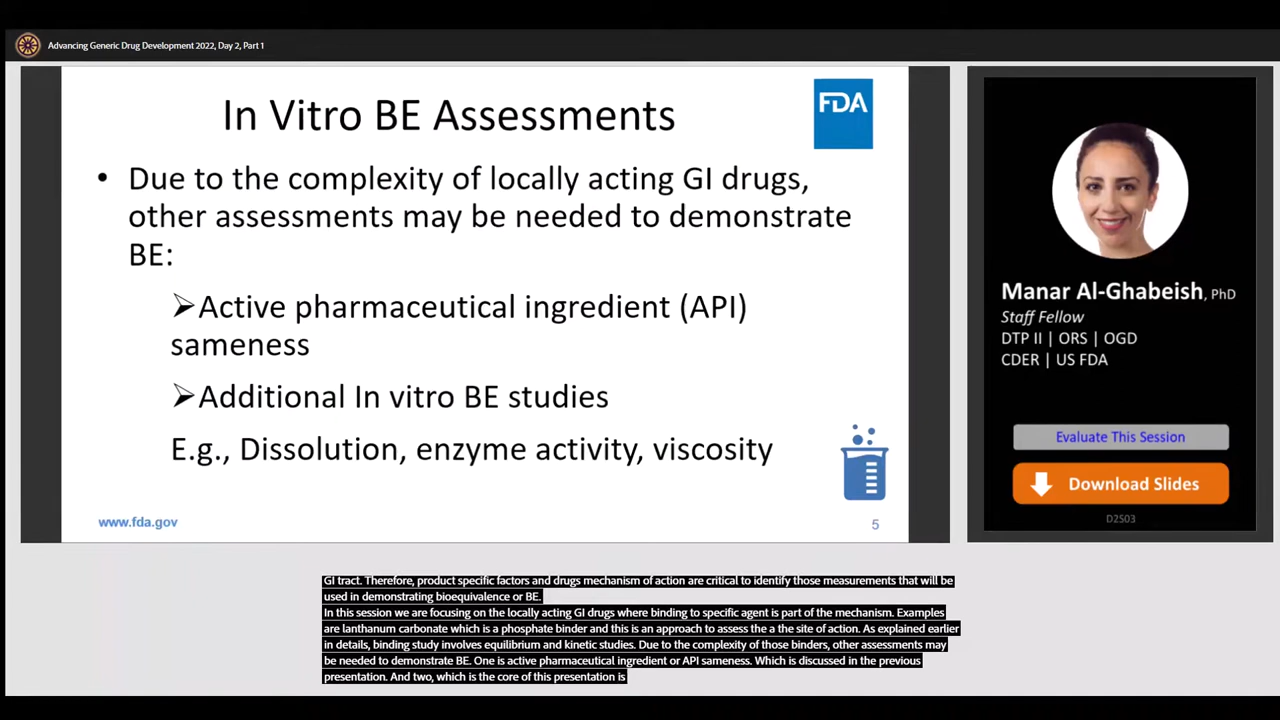 Advancing Generic Drug Development 2022, Day 2, Part 1
In Vitro BE Assessments
FDA
• Due to the complexity of locally acting GI drugs,
other assessments may be needed to demonstrate
BE:
➢Active pharmaceutical ingredient (API)
sameness
➢Additional In vitro BE studies
E.g., Dissolution, enzyme activity, viscosity
www.fda.gov
5
Manar Al-Ghabeish, PhD
Staff Fellow
DTP II | ORS | OGD
CDER | US FDA
Evaluate This Session
Download Slides
D2S03
GI tract. Therefore, product specific factors and drugs mechanism of action are critical to identify those measurements that will be
used in demonstrating bioequivalence or BE.
In this session we are focusing on the locally acting GI drugs where binding to specific agent is part of the mechanism. Examples
are lanthanum carbonate which is a phosphate binder and this is an approach to assess the a the site of action. As explained earlier
in details, binding study involves equilibrium and kinetic studies. Due to the complexity of those binders, other assessments may
be needed to demonstrate BE. One is active pharmaceutical ingredient or API sameness. Which is discussed in the previous
presentation. And two, which is the core of this presentation is